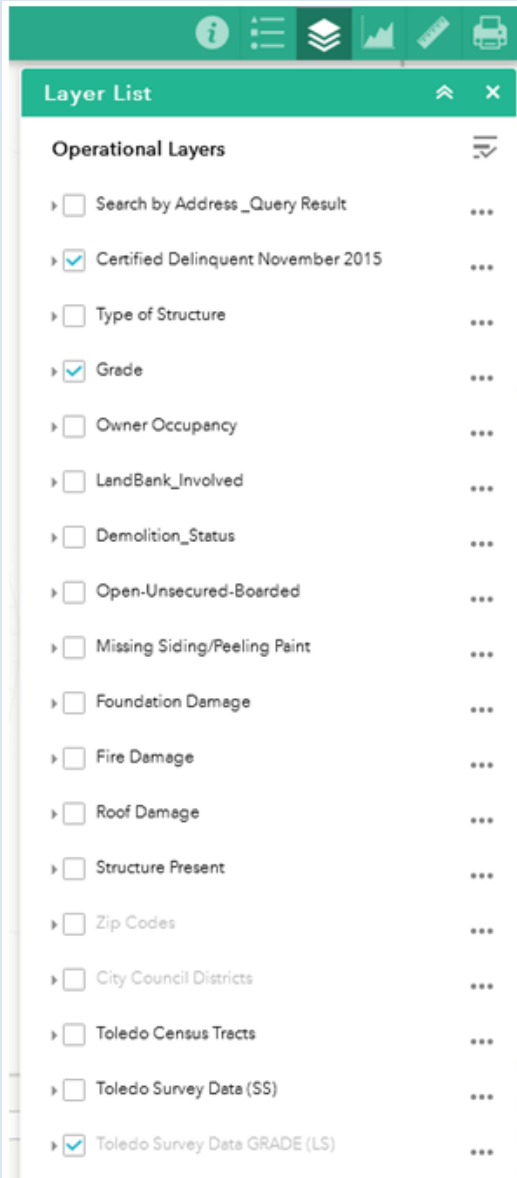 Layer List
Operational Layers
Search by Address _Query Result
Certified Delinquent November 2015
Type of Structure
Grade
Owner Occupancy
LandBank_Involved
Demolition_Status
Open-Unsecured-Boarded
Missing Siding/Peeling Paint
Foundation Damage
Fire Damage
Roof Damage
Structure Present
Zip Codes
City Council Districts
Toledo Census Tracts
Toledo Survey Data (SS)
Toledo Survey Data GRADE (LS)